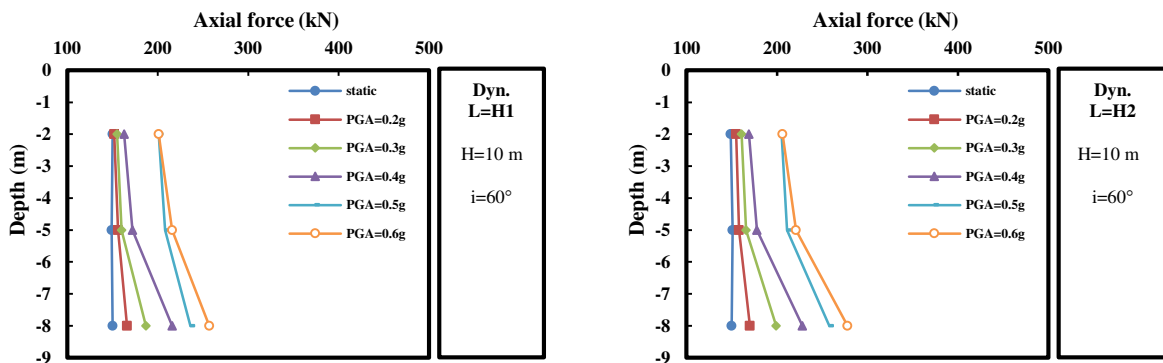 Axial force (kN)
100 200 300 400 500
0
-1
-2
-3
-4
-5
-6
-7
-8
-9
Depth (m)
static
PGA=0.2g
PGA=0.3g
PGA=0.4g
PGA=0.5g
PGA=0.6g
Dyn.
L=H1
H=10 m
i=60°
Axial force (kN)
100 200 300 400 500
0
-1
-2
-3
-4
-5
-6
-7
-8
-9
Depth (m)
static
PGA=0.2g
PGA=0.3g
PGA=0.4g
PGA=0.5g
PGA=0.6g
Dyn.
L=H2
H=10 m
i=60°